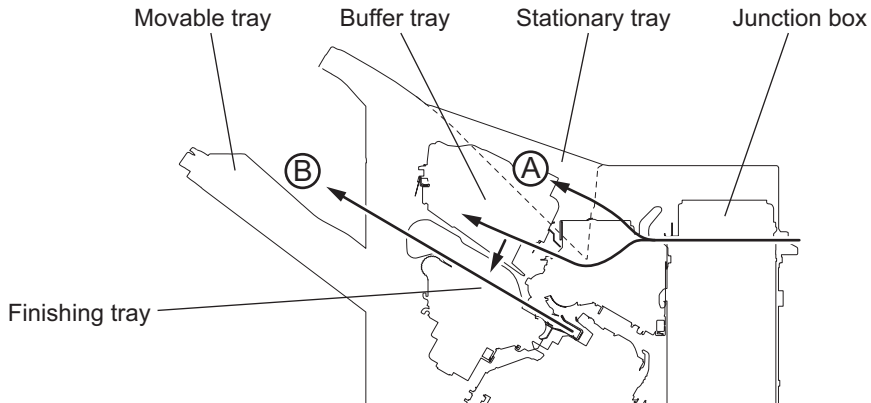 Movable tray
Buffer tray
Stationary tray
Junction box
B
A
Finishing tray